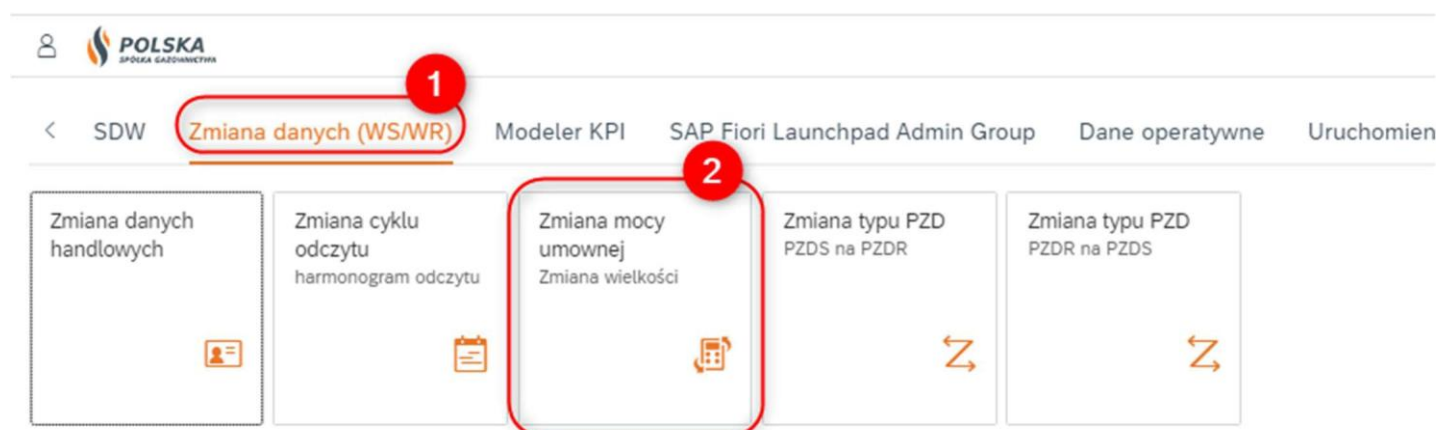 POLSKA
SPÓŁKA GAZOWNICTWA
1
SDW Zmiana danych (WS/WR) Modeler KPI SAP Fiori Launchpad Admin Group Dane operatywne Uruchomien
2
Zmiana danych
handlowych
Zmiana cyklu
odczytu
harmonogram odczytu
Zmiana mocy
umownej
Zmiana wielkości
Zmiana typu PZD
PZDS na PZDR
Zmiana typu PZD
PZDR na PZDS